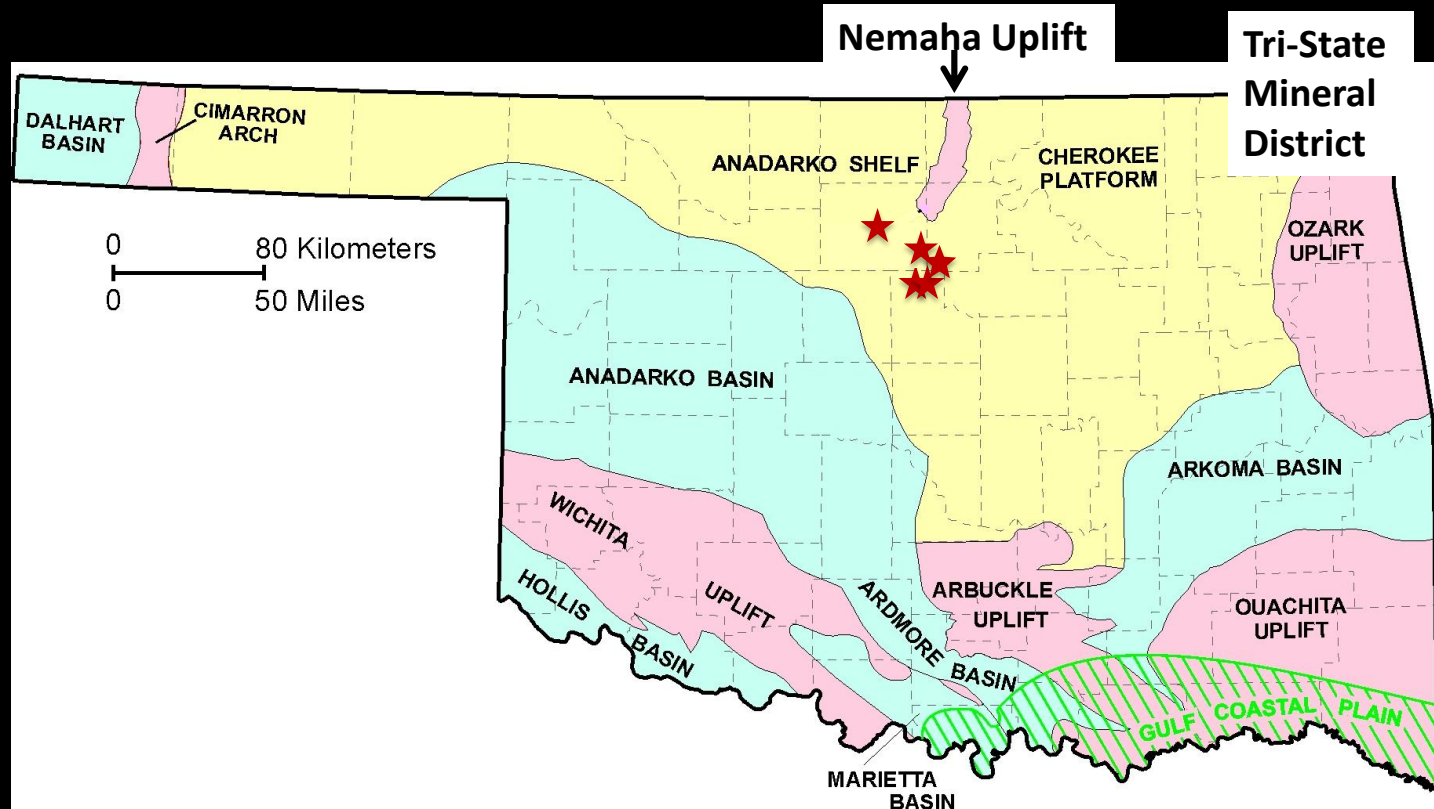 Nemaha Uplift
Tri-State
Mineral
District
DALHART
BASIN
CIMARRON
ARCH
ANADARKO SHELF
CHEROKEE
PLATFORM
OZARK
UPLIFT
0 80 Kilometers
0 50 Miles
ANADARKO BASIN
ARKOMA BASIN
WICHITA
UPLIFT
HOLLIS
BASIN
ARDMORE BASIN
ARBUCKLE
UPLIFT
OUACHITA
UPLIFT
GULF COASTAL PLAIN
MARIETTA
BASIN